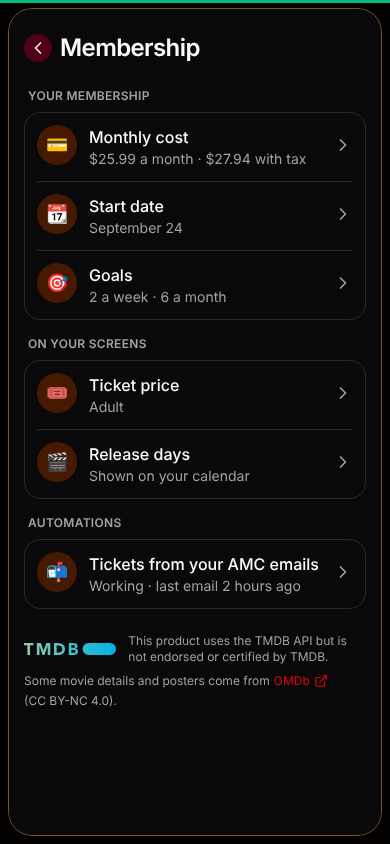 Membership
YOUR MEMBERSHIP
Monthly cost
$25.99 a month · $27.94 with tax
Start date
September 24
Goals
2 a week · 6 a month
ON YOUR SCREENS
Ticket price
Adult
Release days
Shown on your calendar
AUTOMATIONS
Tickets from your AMC emails
Working · last email 2 hours ago
TMDB
This product uses the TMDB API but is
not endorsed or certified by TMDB.
Some movie details and posters come from OMDb
(CC BY-NC 4.0).